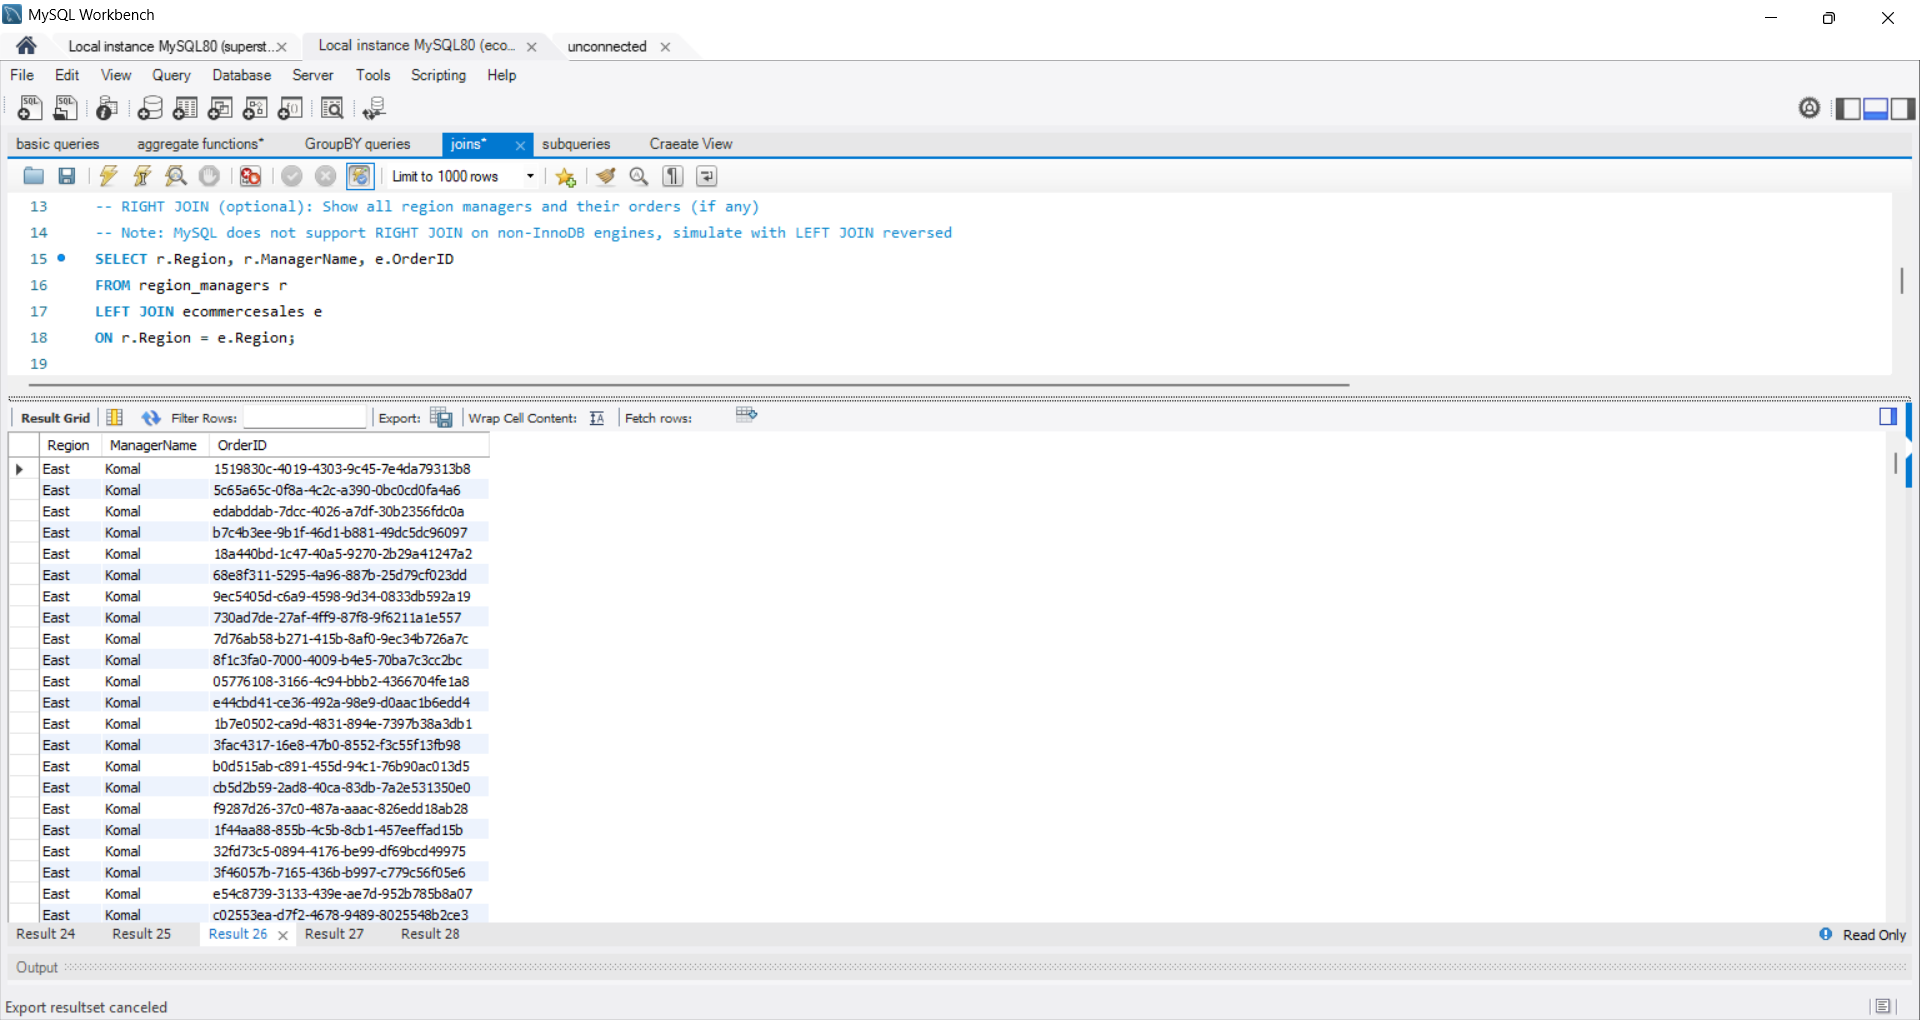 MySQL Workbench
Local instance MySQL80 (superst... Local instance MySQL80 (eco... unconnected
File Edit View Query Database Server Tools Scripting Help
basic queries aggregate functions* GroupBY queries joins* subqueries Craeate View
Limit to 1000 rows
13 -- RIGHT JOIN (optional): Show all region managers and their orders (if any)
14 -- Note: MySQL does not support RIGHT JOIN on non-InnoDB engines, simulate with LEFT JOIN reversed
15 SELECT r.Region, r.ManagerName, e.OrderID
16 FROM region_managers r
17 LEFT JOIN ecommercesales e
18 ON r.Region = e.Region;
19
Result Grid Filter Rows: Export: Wrap Cell Content: Fetch rows:
Region ManagerName OrderID
East Komal 1519830c-4019-4303-9c45-7e4da79313b8
East Komal 5c65a65c-0f8a-4c2c-a390-0bc0cd0fa4a6
East Komal edabddab-7dcc-4026-a7df-30b2356fdc0a
East Komal b7c4b3ee-9b1f-46d1-b881-49dc5dc96097
East Komal 18a440bd-1c47-40a5-9270-2b29a41247a2
East Komal 68e8f311-5295-4a96-887b-25d79cf023dd
East Komal 9ec5405d-c6a9-4598-9d34-0833db592a19
East Komal 730ad7de-27af-4ff9-87f8-9f6211a1e557
East Komal 7d76ab58-b271-415b-8af0-9ec34b726a7c
East Komal 8f1c3fa0-7000-4009-b4e5-70ba7c3cc2bc
East Komal 05776108-3166-4c94-bbb2-4366704fe1a8
East Komal e44cbd41-ce36-492a-98e9-d0aac1b6edd4
East Komal 1b7e0502-ca9d-4831-894e-7397b38a3db1
East Komal 3fac4317-16e8-47b0-8552-f3c55f13fb98
East Komal b0d515ab-c891-455d-94c1-76b90ac013d5
East Komal cb5d2b59-2ad8-40ca-83db-7a2e531350e0
East Komal f9287d26-37c0-487a-aaac-826edd18ab28
East Komal 1f44aa88-855b-4c5b-8cb1-457eeffad15b
East Komal 32fd73c5-0894-4176-be99-df69bcd49975
East Komal 3f46057b-7165-436b-b997-c779c56f05e6
East Komal e54c8739-3133-439e-ae7d-952b785b8a07
East Komal c02553ea-d7f2-4678-9489-8025548b2ce3
Result 24 Result 25 Result 26 Result 27 Result 28 Read Only
Output
Export resultset canceled